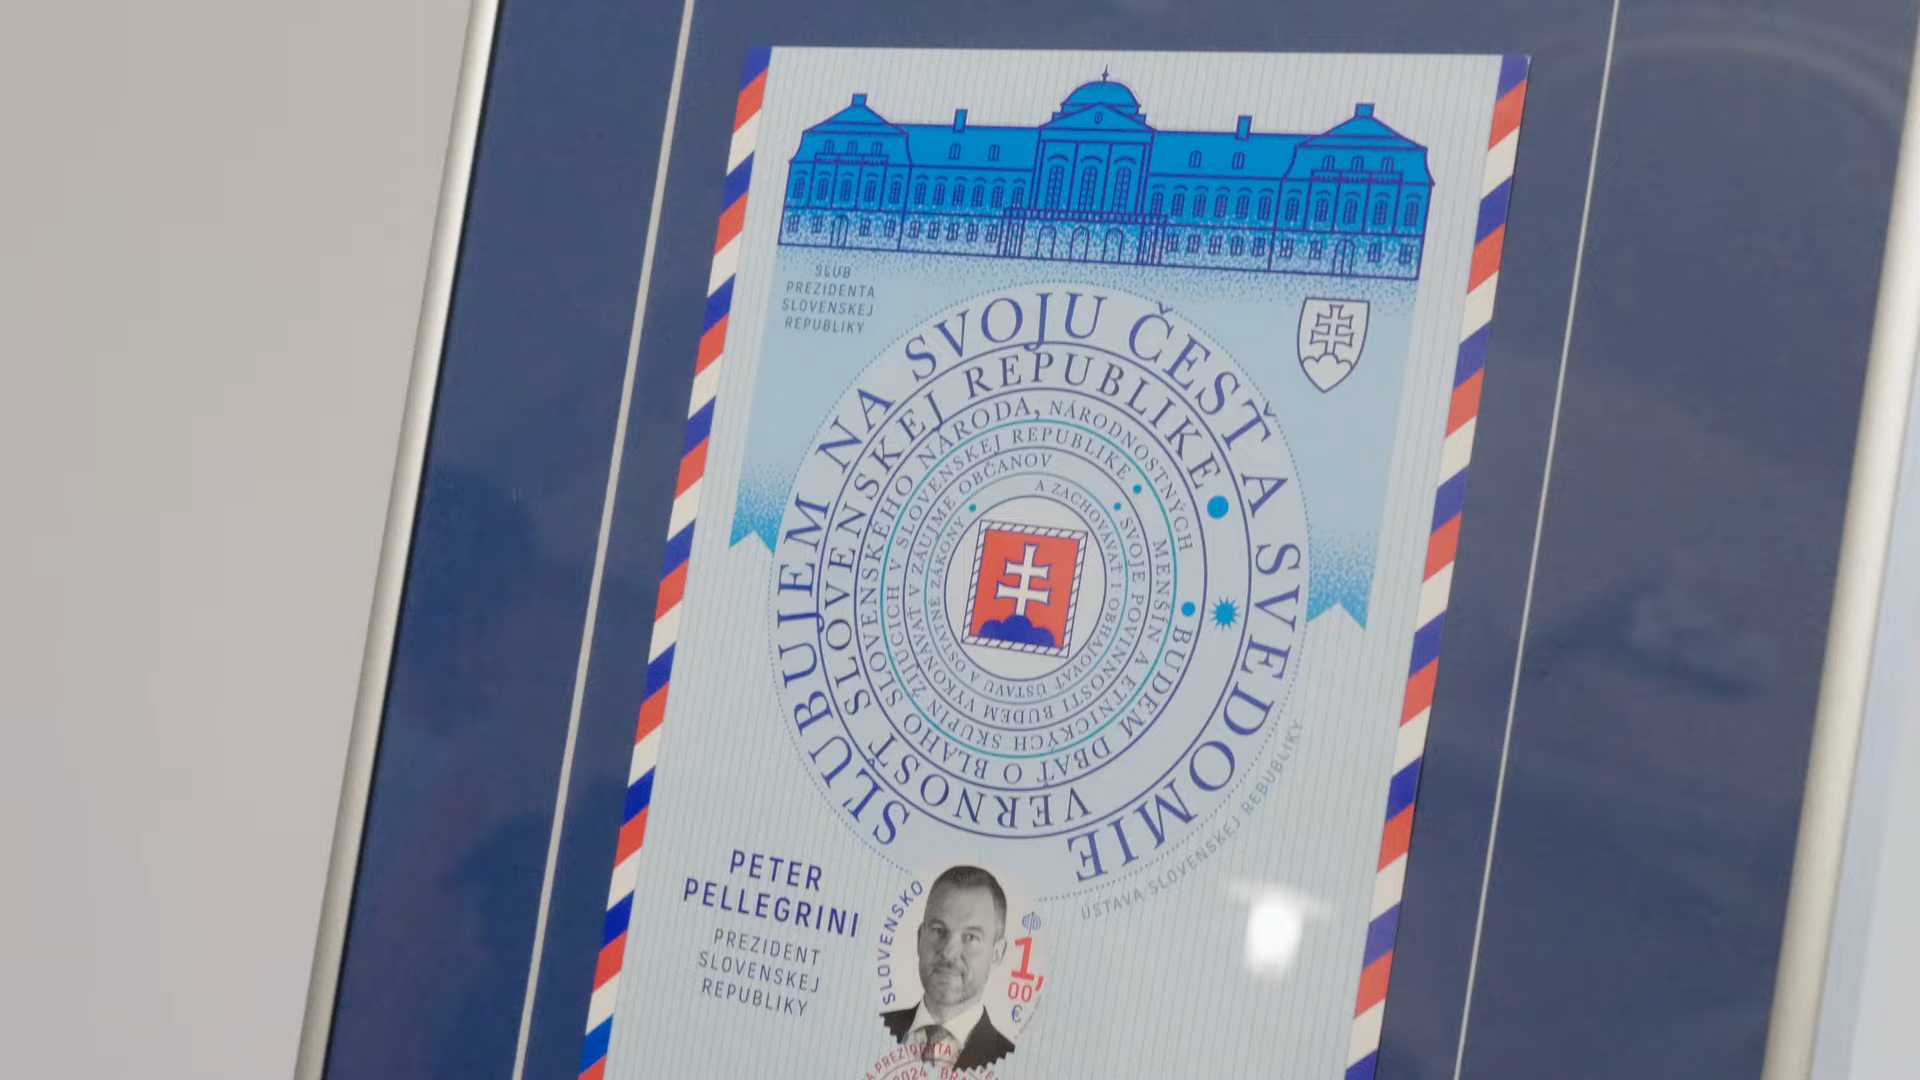 SĽUB
PREZIDENTA
SLOVENSKEJ
REPUBLIKY
SĽUBUJEM NA SVOJU ČESŤ A SVEDOMIE
VERNOSŤ SLOVENSKEJ REPUBLIKE
BUDEM DBAŤ O BLAHO SLOVENSKÉHO NÁRODA, NÁRODNOSTNÝCH
MENŠÍN A ETNICKÝCH SKUPÍN ŽIJÚCICH V SLOVENSKEJ REPUBLIKE
SVOJE POVINNOSTI BUDEM VYKONÁVAŤ V ZÁUJME OBČANOV
A ZACHOVÁVAŤ I OBHAJOVAŤ ÚSTAVU A OSTATNÉ ZÁKONY
ÚSTAVA SLOVENSKEJ REBUBLIKY
PETER
PELLEGRINI
PREZIDENT
SLOVENSKEJ
REPUBLIKY
SLOVENSKO
1,
00
€
PREZIDENTA
2024